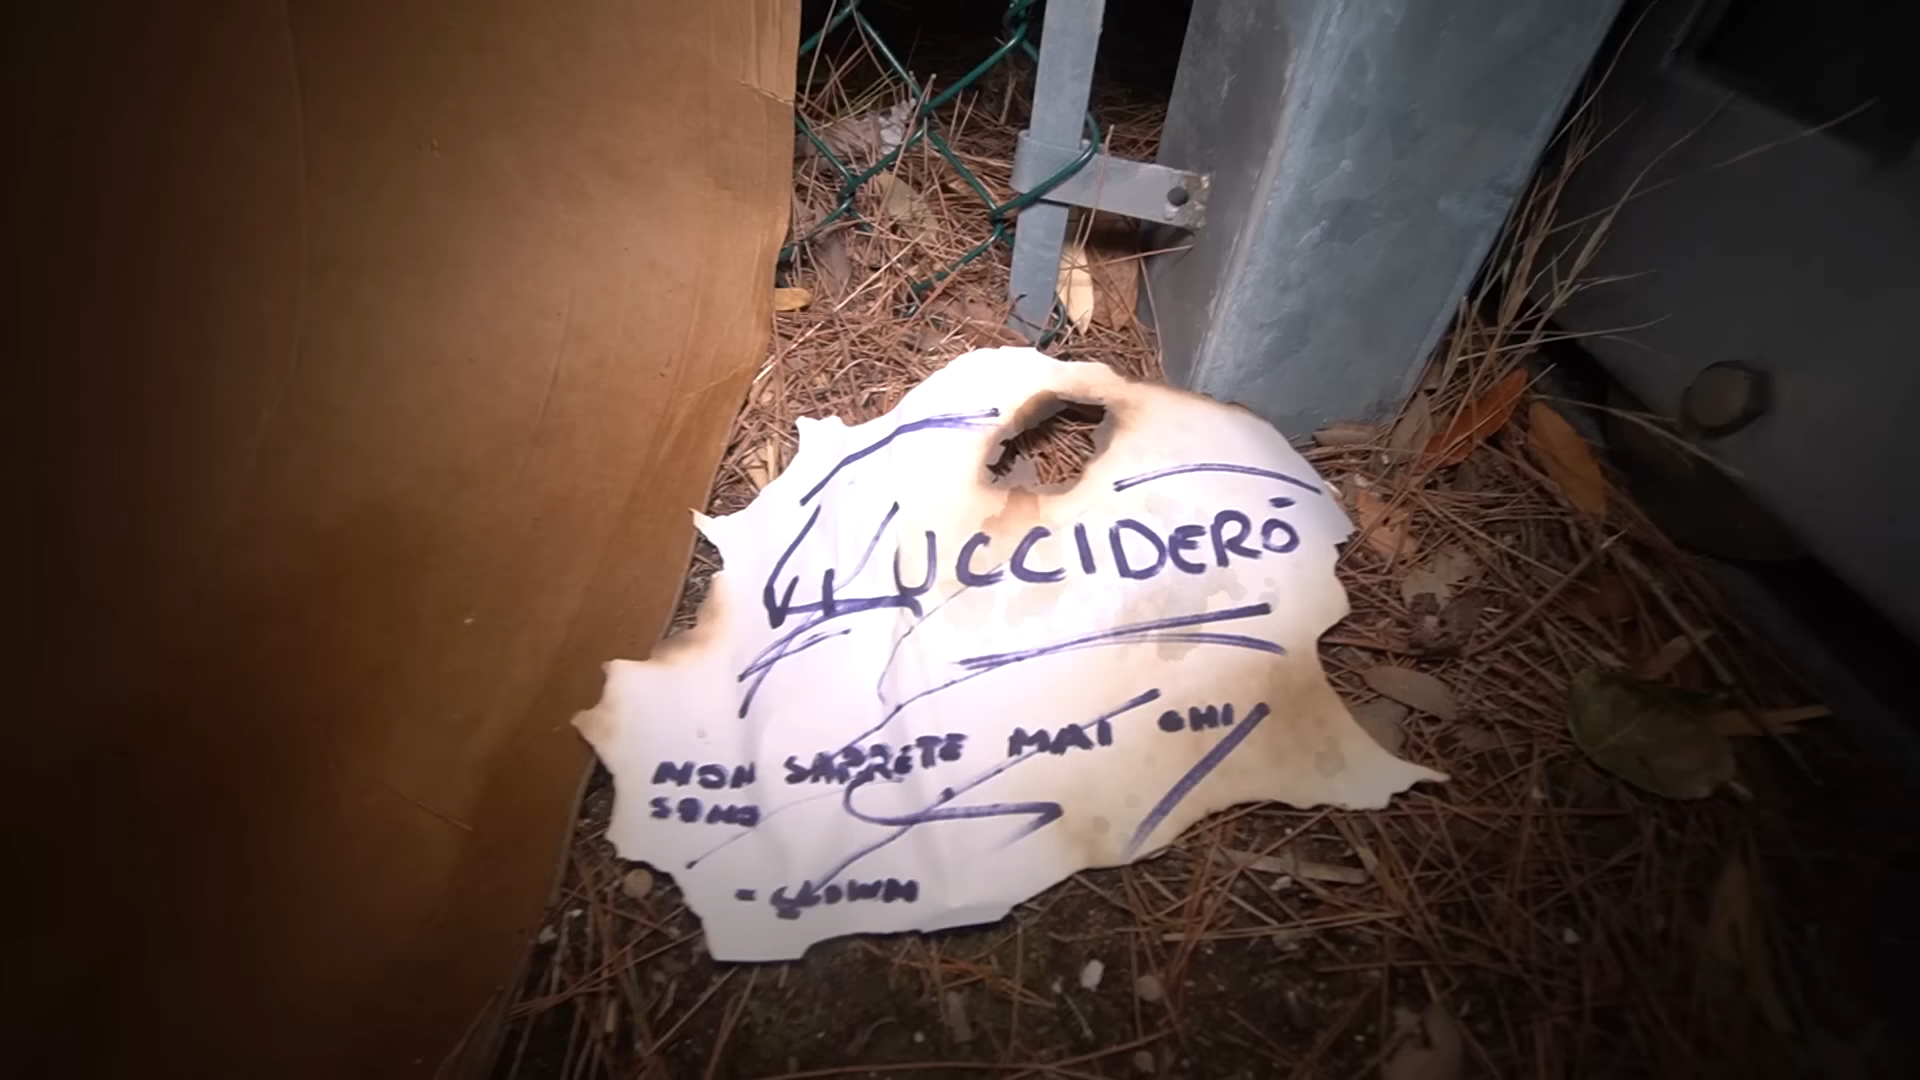 UCCIDERÒ
NON SAPRETE MAI CHI
SONO
- CLOWN